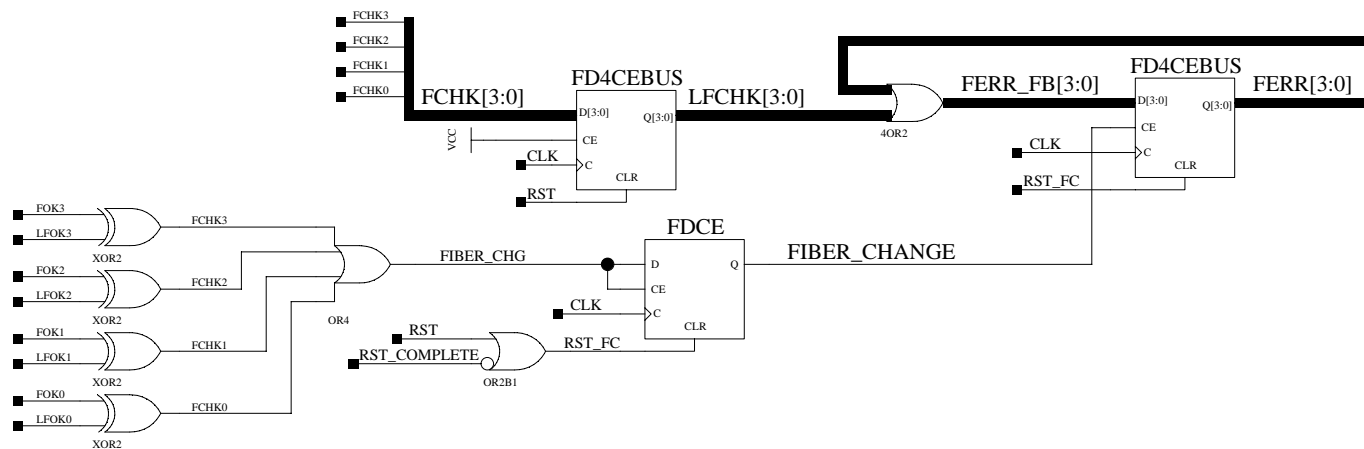 FCHK3
FCHK2
FCHK1
FCHK0
FCHK[3:0]
VCC
CLK
RST
FD4CEBUS
D[3:0]
Q[3:0]
CE
C
CLR
LFCHK[3:0]
4OR2
FERR_FB[3:0]
FD4CEBUS
D[3:0]
Q[3:0]
CE
C
CLR
FERR[3:0]
CLK
RST_FC
FOK3
LFOK3
XOR2
FCHK3
FOK2
LFOK2
XOR2
FCHK2
FOK1
LFOK1
XOR2
FCHK1
FOK0
LFOK0
XOR2
FCHK0
OR4
FIBER_CHG
FDCE
D
Q
CE
C
CLR
CLK
FIBER_CHANGE
RST
RST_COMPLETE
OR2B1
RST_FC